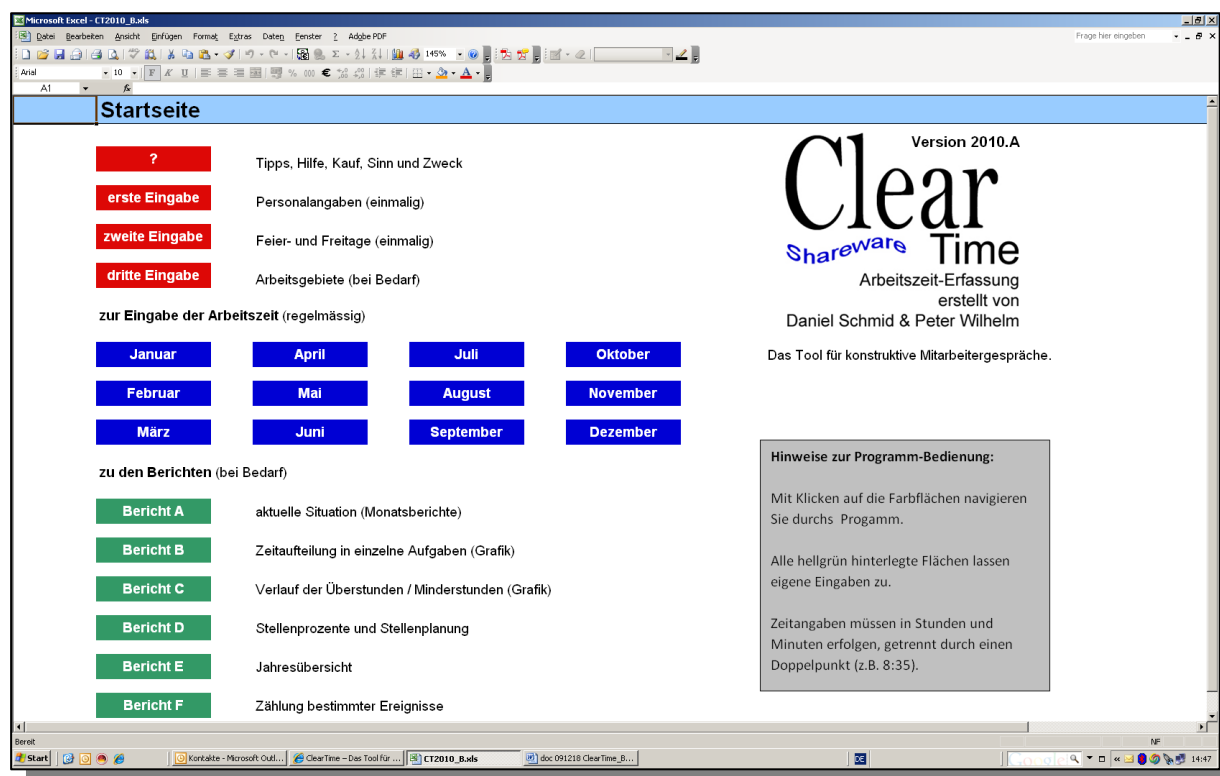 Microsoft Excel - CT2010_B.xls
Datei Bearbeiten Ansicht Einfügen Format Extras Daten Fenster ? Adobe PDF Frage hier eingeben
145%
Arial 10 F K U % 000 €
A1 fx
Startseite
? Tipps, Hilfe, Kauf, Sinn und Zweck
erste Eingabe Personalangaben (einmalig)
zweite Eingabe Feier- und Freitage (einmalig)
dritte Eingabe Arbeitsgebiete (bei Bedarf)
zur Eingabe der Arbeitszeit (regelmässig)
Januar April Juli Oktober
Februar Mai August November
März Juni September Dezember
zu den Berichten (bei Bedarf)
Bericht A aktuelle Situation (Monatsberichte)
Bericht B Zeitaufteilung in einzelne Aufgaben (Grafik)
Bericht C Verlauf der Überstunden / Minderstunden (Grafik)
Bericht D Stellenprozente und Stellenplanung
Bericht E Jahresübersicht
Bericht F Zählung bestimmter Ereignisse
Version 2010.A
Clear
Shareware Time
Arbeitszeit-Erfassung
erstellt von
Daniel Schmid & Peter Wilhelm
Das Tool für konstruktive Mitarbeitergespräche.
Hinweise zur Programm-Bedienung:
Mit Klicken auf die Farbflächen navigieren
Sie durchs Progamm.
Alle hellgrün hinterlegte Flächen lassen
eigene Eingaben zu.
Zeitangaben müssen in Stunden und
Minuten erfolgen, getrennt durch einen
Doppelpunkt (z.B. 8:35).
Bereit NF
Start Kontakte - Microsoft Outl... ClearTime – Das Tool für ... CT2010_B.xls doc 091218 ClearTime_B... DE Google 14:47